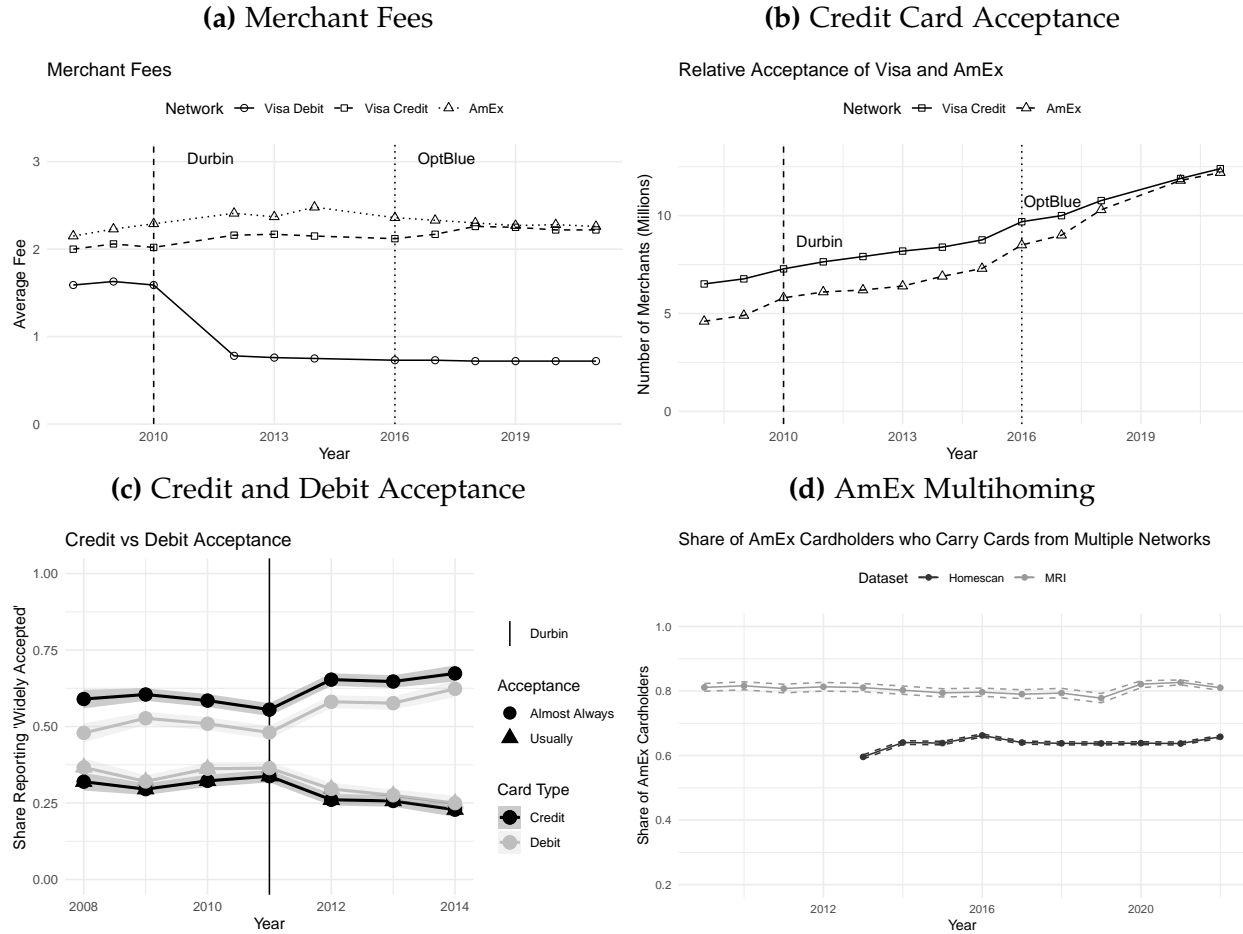 (a) Merchant Fees
Merchant Fees
Network Visa Debit Visa Credit AmEx
Durbin
OptBlue
3
2
1
0
Average Fee
2010
2013
2016
2019
Year
(b) Credit Card Acceptance
Relative Acceptance of Visa and AmEx
Network Visa Credit AmEx
OptBlue
Durbin
10
5
0
Number of Merchants (Millions)
2010
2013
2016
2019
Year
(c) Credit and Debit Acceptance
Credit vs Debit Acceptance
1.00
0.75
0.50
0.25
0.00
Share Reporting 'Widely Accepted'
2008
2010
2012
2014
Year
Durbin
Acceptance
Almost Always
Usually
Card Type
Credit
Debit
(d) AmEx Multihoming
Share of AmEx Cardholders who Carry Cards from Multiple Networks
Dataset Homescan MRI
1.0
0.8
0.6
0.4
0.2
Share of AmEx Cardholders
2012
2016
2020
Year